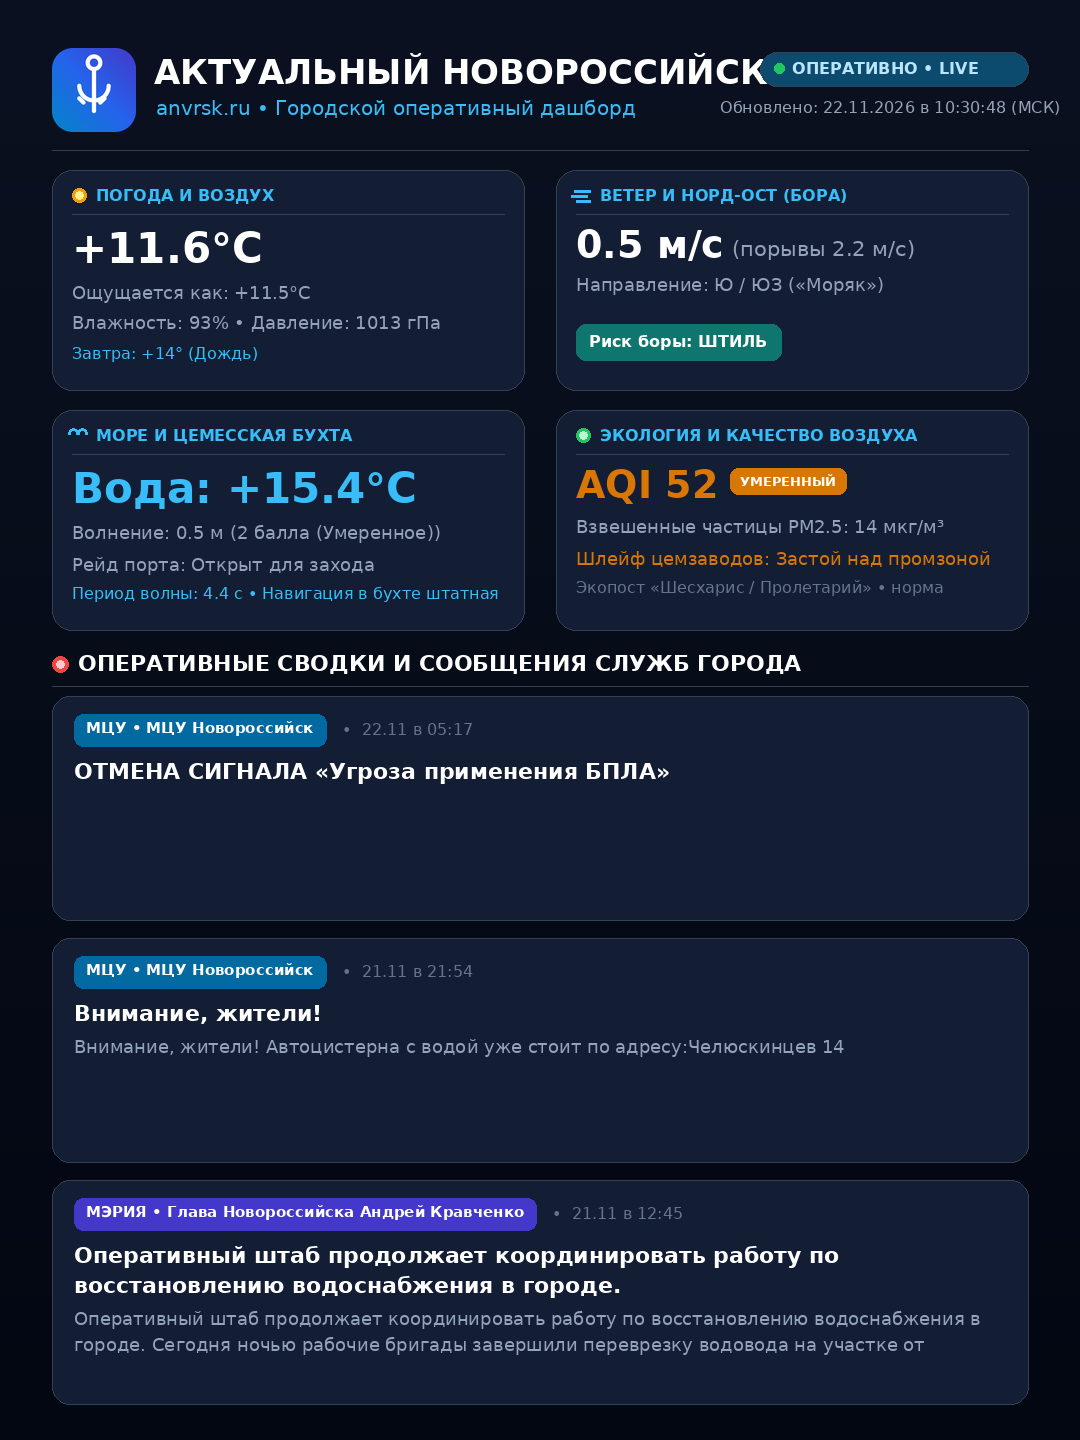 АКТУАЛЬНЫЙ НОВОРОССИЙСК
ОПЕРАТИВНО • LIVE
anvrsk.ru • Городской оперативный дашборд
Обновлено: 22.11.2026 в 10:30:48 (МСК)
ПОГОДА И ВОЗДУХ
+11.6°C
Ощущается как: +11.5°C
Влажность: 93% • Давление: 1013 гПа
Завтра: +14° (Дождь)
ВЕТЕР И НОРД-ОСТ (БОРА)
0.5 м/с (порывы 2.2 м/с)
Направление: Ю / ЮЗ («Моряк»)
Риск боры: ШТИЛЬ
МОРЕ И ЦЕМЕССКАЯ БУХТА
Вода: +15.4°C
Волнение: 0.5 м (2 балла (Умеренное))
Рейд порта: Открыт для захода
Период волны: 4.4 с • Навигация в бухте штатная
ЭКОЛОГИЯ И КАЧЕСТВО ВОЗДУХА
AQI 52 УМЕРЕННЫЙ
Взвешенные частицы PM2.5: 14 мкг/м³
Шлейф цемзаводов: Застой над промзоной
Экопост «Шесхарис / Пролетарий» • норма
ОПЕРАТИВНЫЕ СВОДКИ И СООБЩЕНИЯ СЛУЖБ ГОРОДА
МЦУ • МЦУ Новороссийск • 22.11 в 05:17
ОТМЕНА СИГНАЛА «Угроза применения БПЛА»
МЦУ • МЦУ Новороссийск • 21.11 в 21:54
Внимание, жители!
Внимание, жители! Автоцистерна с водой уже стоит по адресу:Челюскинцев 14
МЭРИЯ • Глава Новороссийска Андрей Кравченко • 21.11 в 12:45
Оперативный штаб продолжает координировать работу по
восстановлению водоснабжения в городе.
Оперативный штаб продолжает координировать работу по восстановлению водоснабжения в
городе. Сегодня ночью рабочие бригады завершили переврезку водовода на участке от